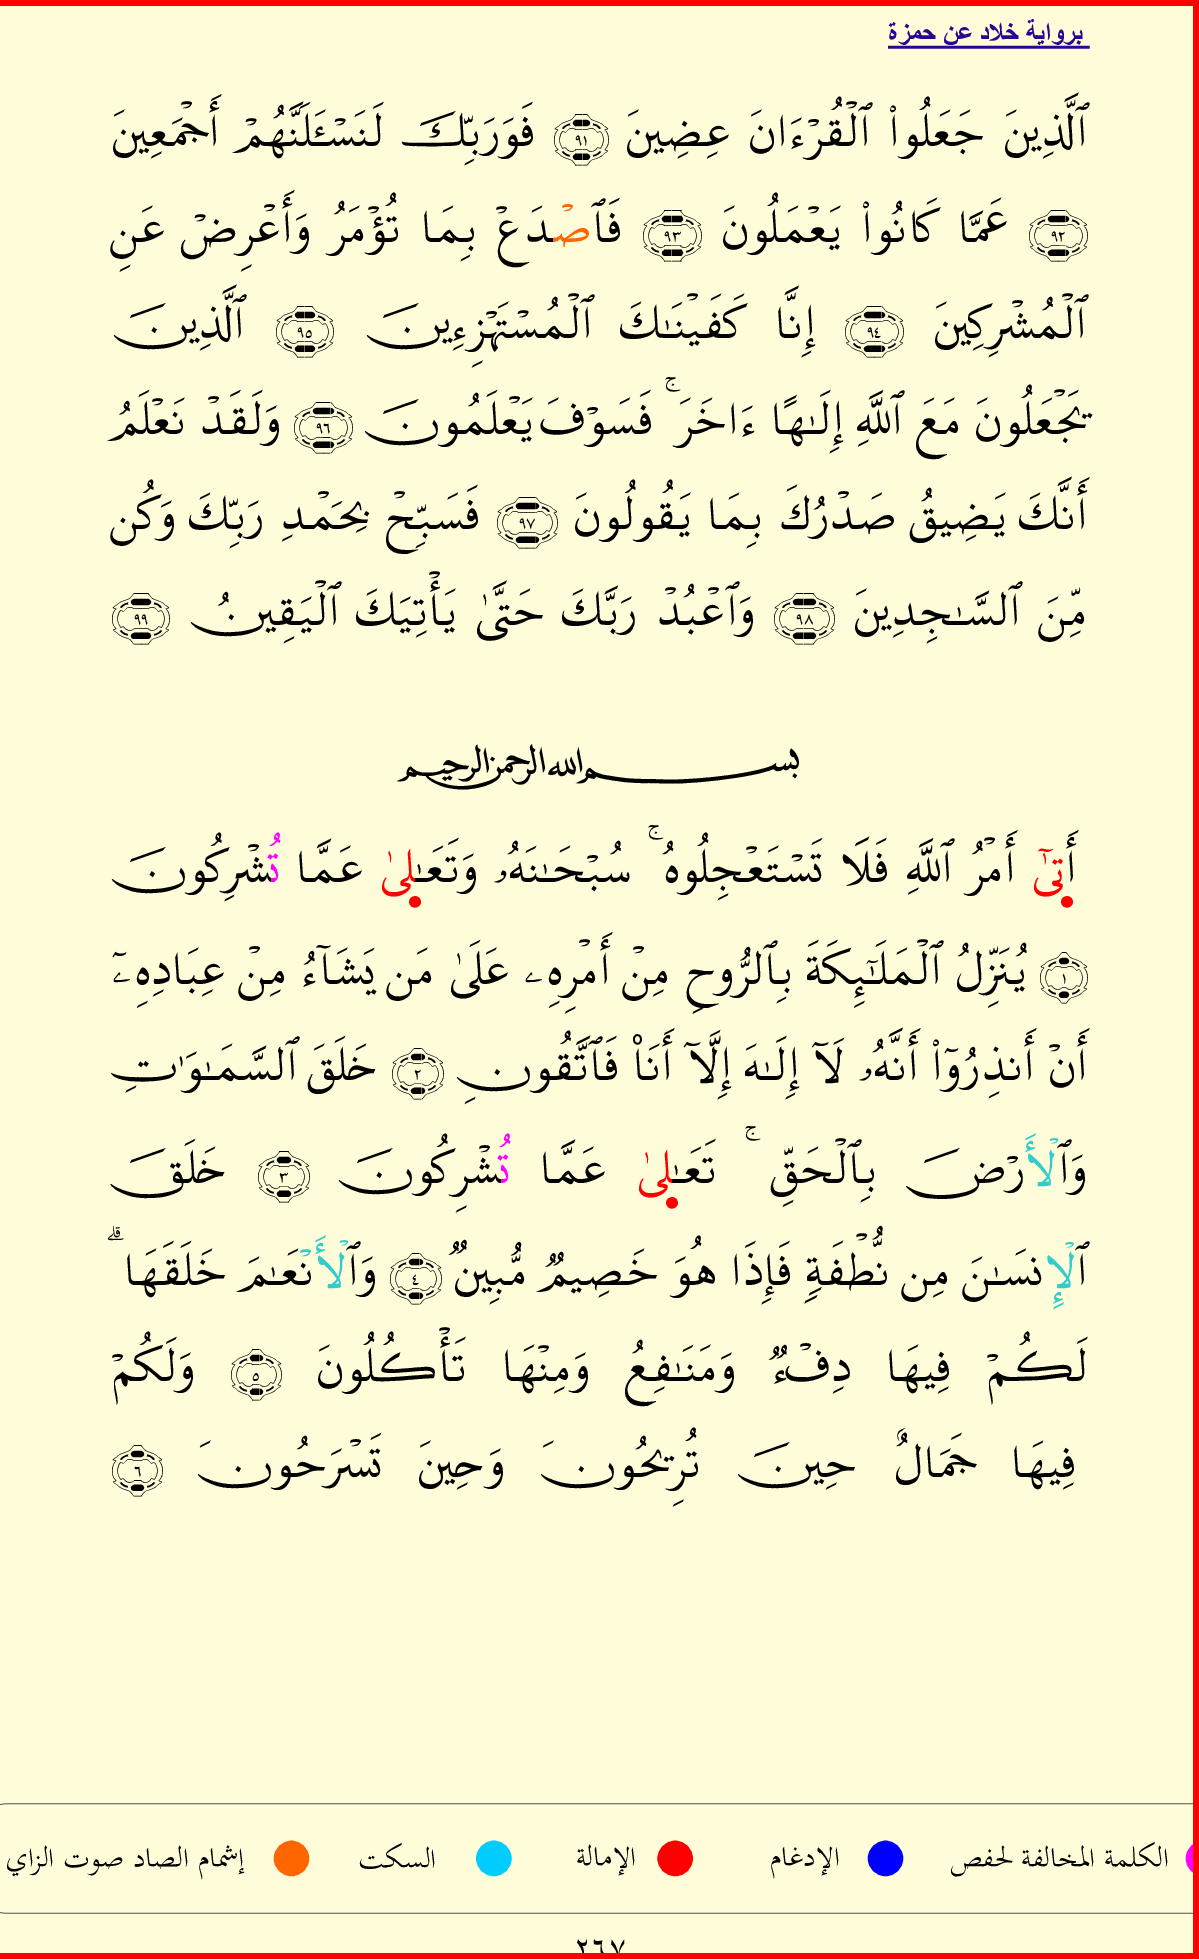 برواية خلاد عن حمزة
ٱلَّذِينَ جَعَلُوا۟ ٱلْقُرْءَانَ عِضِينَ ٩١ فَوَرَبِّكَ لَنَسْـَٔلَنَّهُمْ أَجْمَعِينَ
٩٢ عَمَّا كَانُوا۟ يَعْمَلُونَ ٩٣ فَٱصْدَعْ بِمَا تُؤْمَرُ وَأَعْرِضْ عَنِ
ٱلْمُشْرِكِينَ ٩٤ إِنَّا كَفَيْنَـٰكَ ٱلْمُسْتَهْزِءِينَ ٩٥ ٱلَّذِينَ
يَجْعَلُونَ مَعَ ٱللَّهِ إِلَـٰهًا ءَاخَرَ ۚ فَسَوْفَ يَعْلَمُونَ ٩٦ وَلَقَدْ نَعْلَمُ
أَنَّكَ يَضِيقُ صَدْرُكَ بِمَا يَقُولُونَ ٩٧ فَسَبِّحْ بِحَمْدِ رَبِّكَ وَكُن
مِّنَ ٱلسَّـٰجِدِينَ ٩٨ وَٱعْبُدْ رَبَّكَ حَتَّىٰ يَأْتِيَكَ ٱلْيَقِينُ ٩٩
بسم الله الرحمن الرحيم
أَتىٰٓ أَمْرُ ٱللَّهِ فَلَا تَسْتَعْجِلُوهُ ۚ سُبْحَـٰنَهُۥ وَتَعَـٰلىٰ عَمَّا تُشْرِكُونَ
١ يُنَزِّلُ ٱلْمَلَـٰٓئِكَةَ بِٱلرُّوحِ مِنْ أَمْرِهِۦ عَلَىٰ مَن يَشَآءُ مِنْ عِبَادِهِۦٓ
أَنْ أَنذِرُوٓا۟ أَنَّهُۥ لَآ إِلَـٰهَ إِلَّآ أَنَا۠ فَٱتَّقُونِ ٢ خَلَقَ ٱلسَّمَـٰوَٰتِ
وَٱلْأَرْضَ بِٱلْحَقِّ ۚ تَعَـٰلىٰ عَمَّا تُشْرِكُونَ ٣ خَلَقَ
ٱلْإِنسَـٰنَ مِن نُّطْفَةٍ فَإِذَا هُوَ خَصِيمٌ مُّبِينٌ ٤ وَٱلْأَنْعَـٰمَ خَلَقَهَا ۗ
لَكُمْ فِيهَا دِفْءٌ وَمَنَـٰفِعُ وَمِنْهَا تَأْكُلُونَ ٥ وَلَكُمْ
فِيهَا جَمَالٌ حِينَ تُرِيحُونَ وَحِينَ تَسْرَحُونَ ٦
الكلمة المخالفة لحفص الإدغام الإمالة السكت إشمام الصاد صوت الزاي
٢٦٧